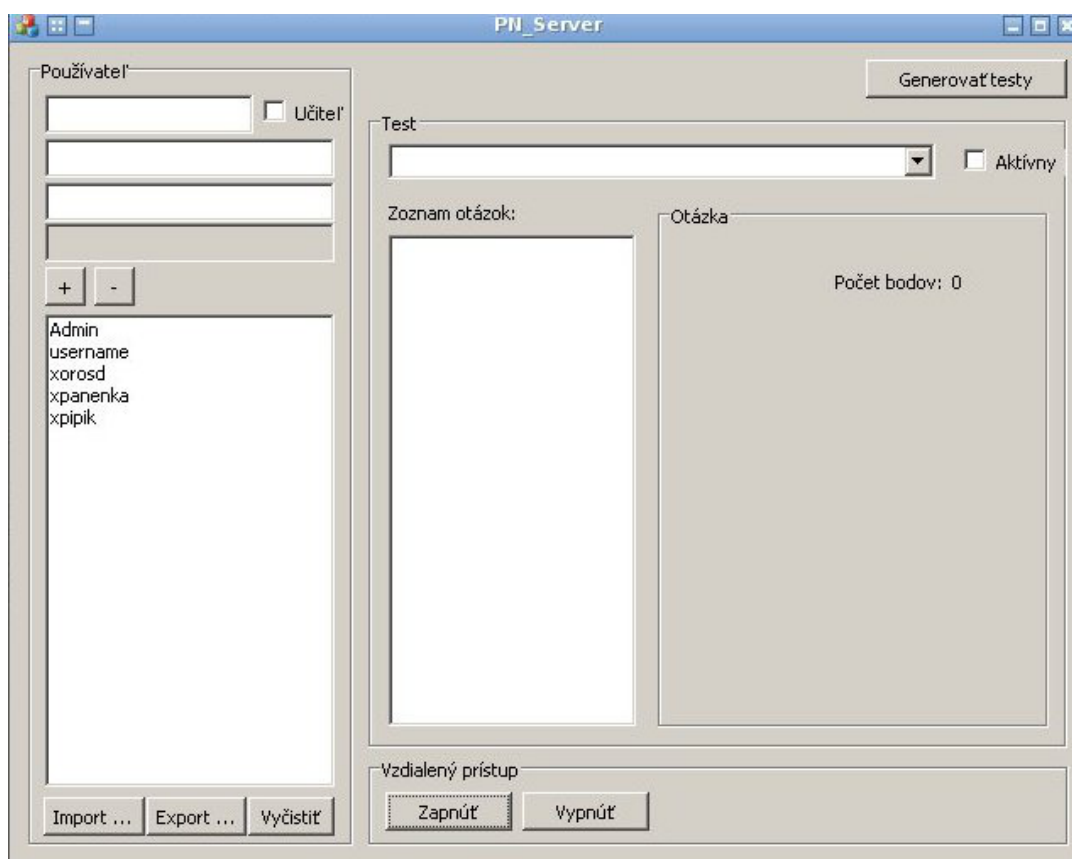 PN_Server
Používateľ
Učiteľ
+ -
Admin
username
xorosd
xpanenka
xpipik
Import ... Export ... Vyčistiť
Generovať testy
Test
Aktívny
Zoznam otázok:
Otázka
Počet bodov: 0
Vzdialený prístup
Zapnúť Vypnúť